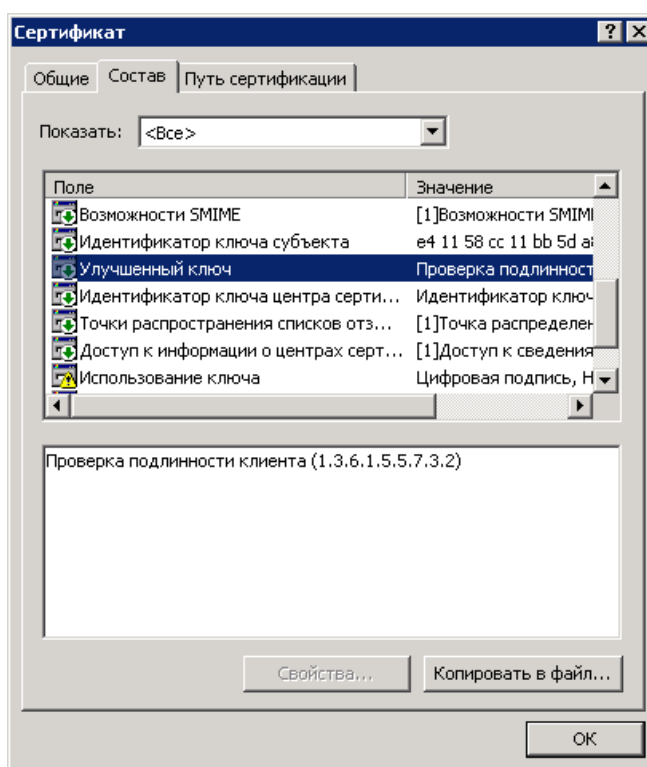 Сертификат
Общие Состав Путь сертификации
Показать: <Все>
Поле Значение
Возможности SMIME [1]Возможности SMIM
Идентификатор ключа субъекта e4 11 58 cc 11 bb 5d a
Улучшенный ключ Проверка подлинност
Идентификатор ключа центра серти... Идентификатор ключ
Точки распространения списков отз... [1]Точка распределен
Доступ к информации о центрах серт... [1]Доступ к сведения
Использование ключа Цифровая подпись, Н
Проверка подлинности клиента (1.3.6.1.5.5.7.3.2)
Свойства... Копировать в файл...
ОК